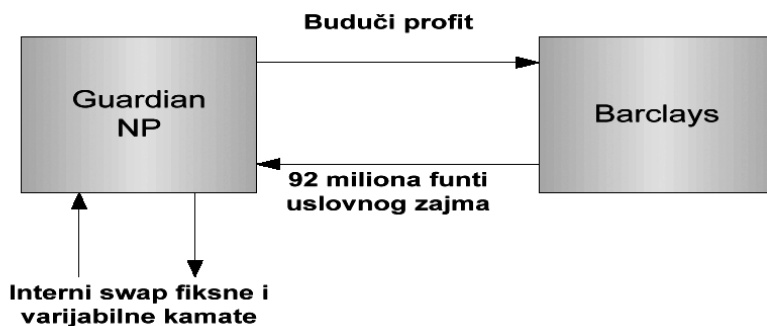 Budući profit
Guardian
NP
Barclays
92 miliona funti
uslovnog zajma
Interni swap fiksne i
varijabilne kamate